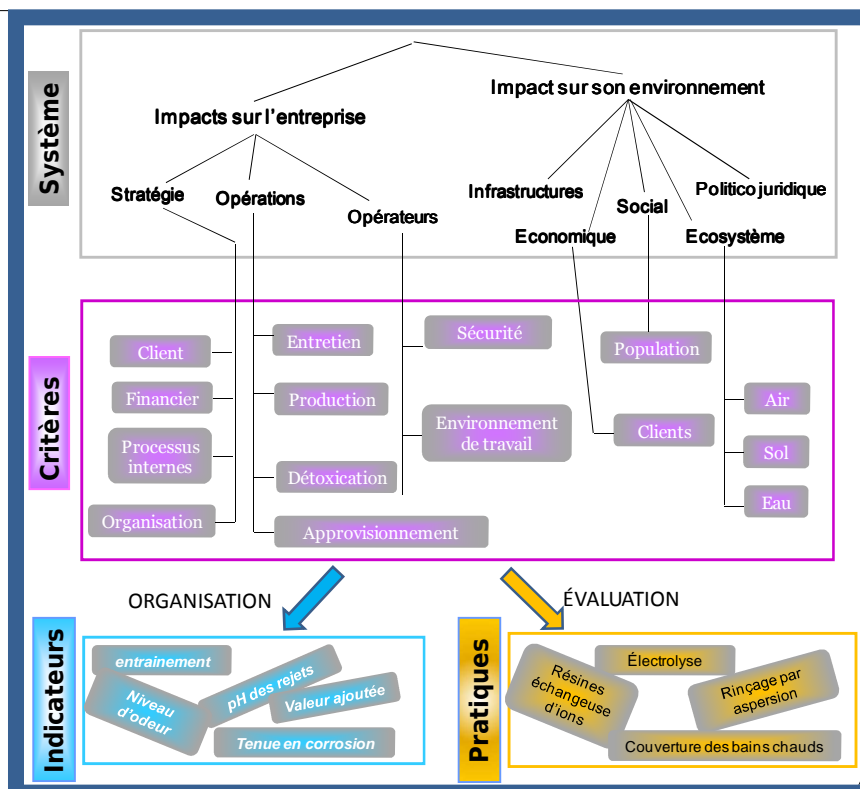 Système
Impact sur son environnement
Impacts sur l'entreprise
Stratégie
Opérations
Opérateurs
Infrastructures
Social
Politico juridique
Economique
Ecosystème
Critères
Client
Financier
Processus
internes
Organisation
Entretien
Production
Détoxication
Approvisionnement
Sécurité
Environnement
de travail
Population
Clients
Air
Sol
Eau
ORGANISATION
ÉVALUATION
Indicateurs
entrainement
Niveau
d'odeur
pH des rejets
Valeur ajoutée
Tenue en corrosion
Pratiques
Résines
échangeuse
d'ions
Électrolyse
Rinçage par
aspersion
Couverture des bains chauds